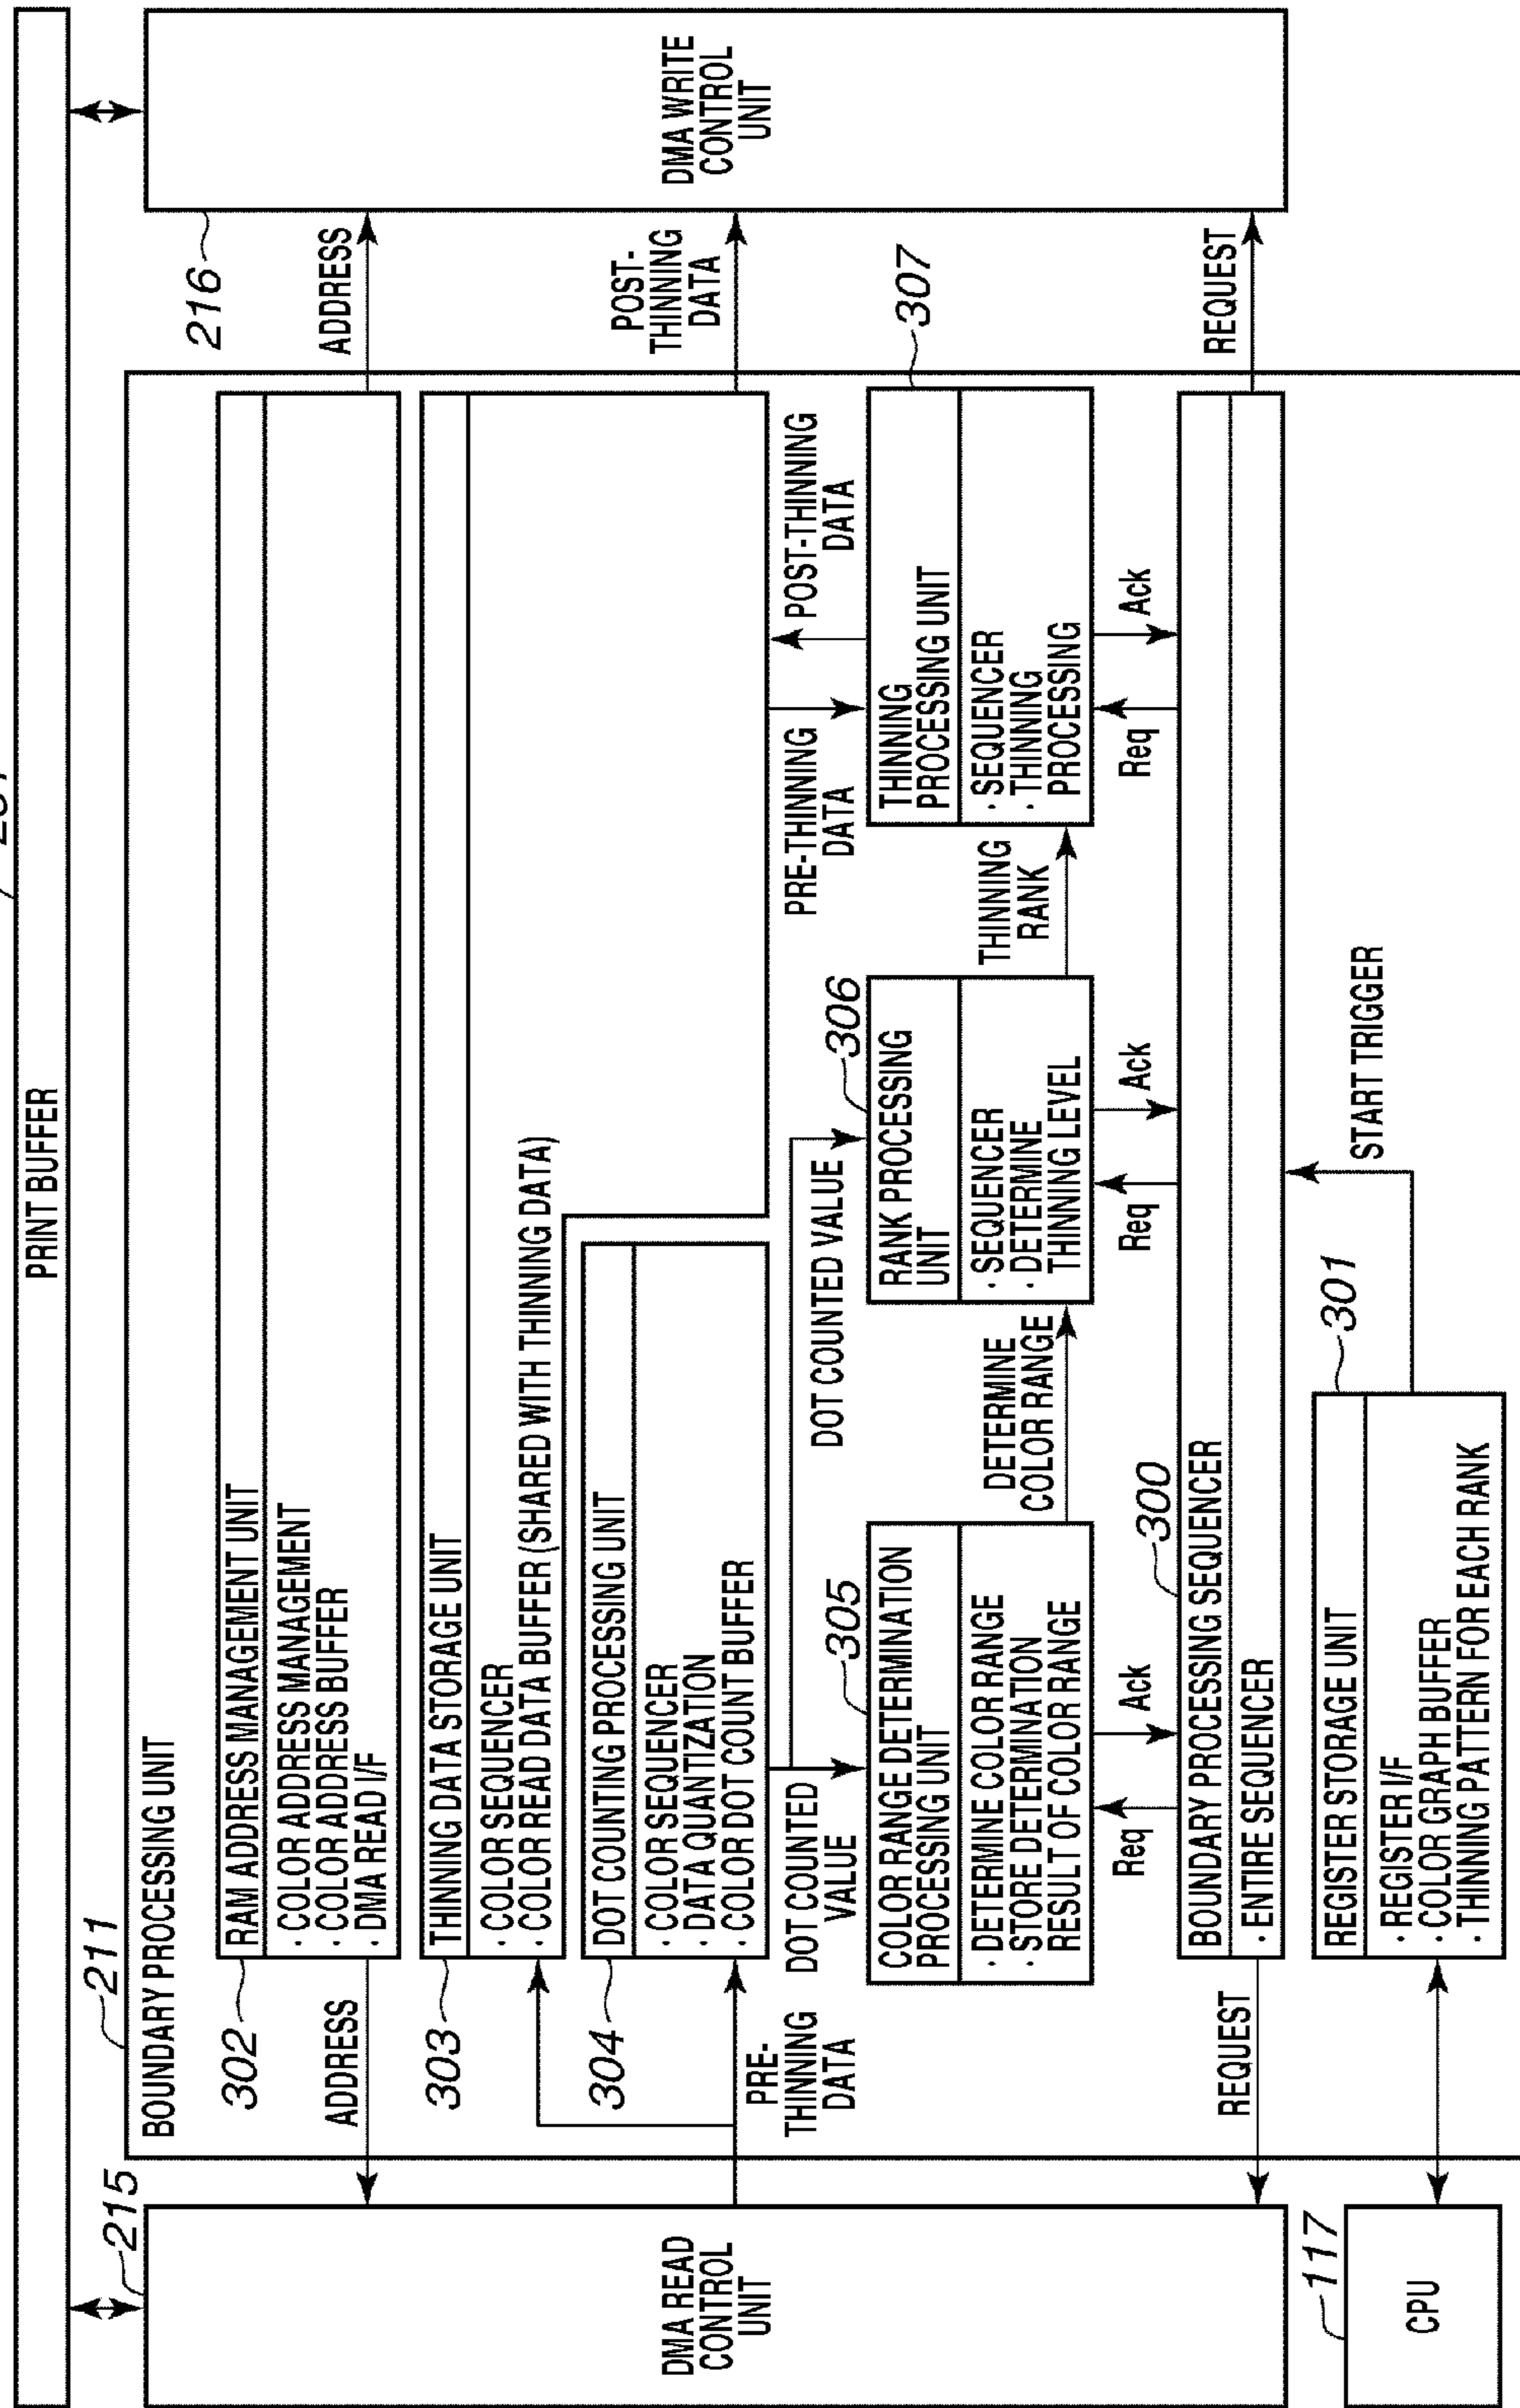 PRINT BUFFER
215
DMA READ
CONTROL
UNIT
117
CPU
211
BOUNDARY PROCESSING UNIT
302
RAM ADDRESS MANAGEMENT UNIT
· COLOR ADDRESS MANAGEMENT
· COLOR ADDRESS BUFFER
· DMA READ I/F
ADDRESS
ADDRESS
303
THINNING DATA STORAGE UNIT
· COLOR SEQUENCER
· COLOR READ DATA BUFFER (SHARED WITH THINNING DATA)
304
DOT COUNTING PROCESSING UNIT
· COLOR SEQUENCER
· DATA QUANTIZATION
· COLOR DOT COUNT BUFFER
PRE-
THINNING
DATA
DOT COUNTED
VALUE
DOT COUNTED VALUE
PRE-THINNING
DATA
POST-THINNING
DATA
POST-
THINNING
DATA
305
COLOR RANGE DETERMINATION
PROCESSING UNIT
· DETERMINE COLOR RANGE
· STORE DETERMINATION
RESULT OF COLOR RANGE
DETERMINE
COLOR RANGE
306
RANK PROCESSING
UNIT
· SEQUENCER
· DETERMINE
THINNING LEVEL
THINNING
RANK
307
THINNING
PROCESSING UNIT
· SEQUENCER
· THINNING
PROCESSING
Req
Ack
Req
Ack
Req
Ack
300
BOUNDARY PROCESS SEQUENCER
· ENTIRE SEQUENCER
REQUEST
REQUEST
301
REGISTER STORAGE UNIT
· REGISTER I/F
· COLOR GRAPH BUFFER
· THINNING PATTERN FOR EACH RANK
START TRIGGER
216
DMA WRITE
CONTROL
UNIT